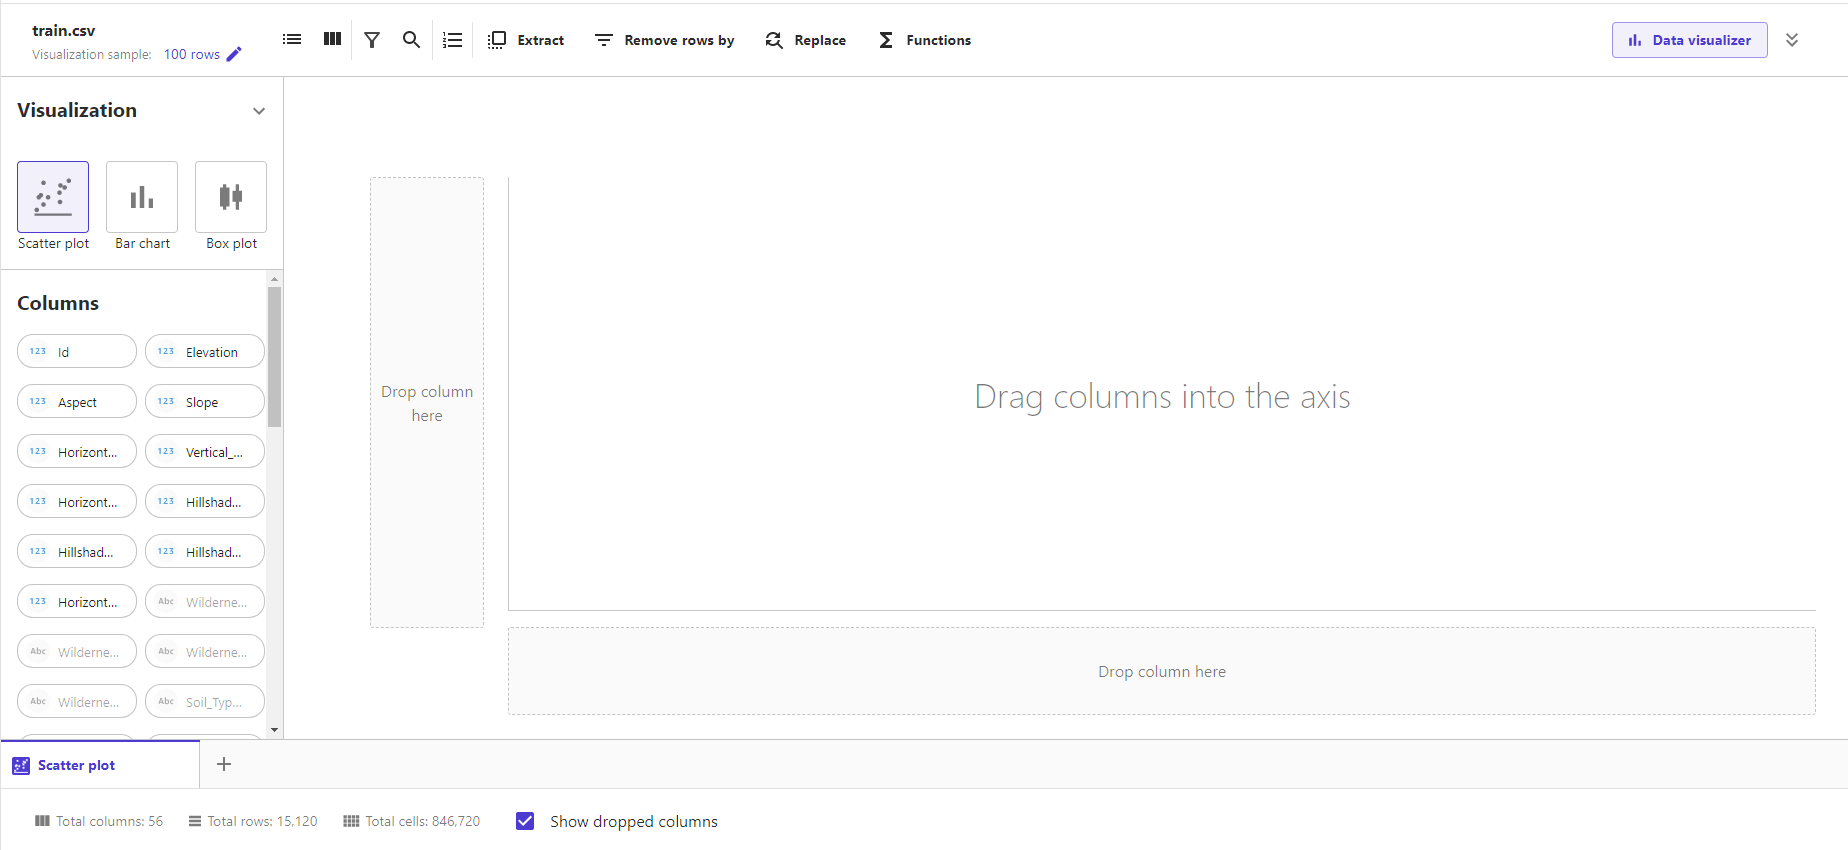 train.csv
Visualization sample: 100 rows
Extract
Remove rows by
Replace
Functions
Data visualizer
Visualization
Scatter plot
Bar chart
Box plot
Columns
123 Id
123 Elevation
123 Aspect
123 Slope
123 Horizont...
123 Vertical_...
123 Horizont...
123 Hillshad...
123 Hillshad...
123 Hillshad...
123 Horizont...
Abc Wilderne...
Abc Wilderne...
Abc Wilderne...
Abc Wilderne...
Abc Soil_Typ...
Drop column
here
Drag columns into the axis
Drop column here
Scatter plot
Total columns: 56
Total rows: 15,120
Total cells: 846,720
Show dropped columns